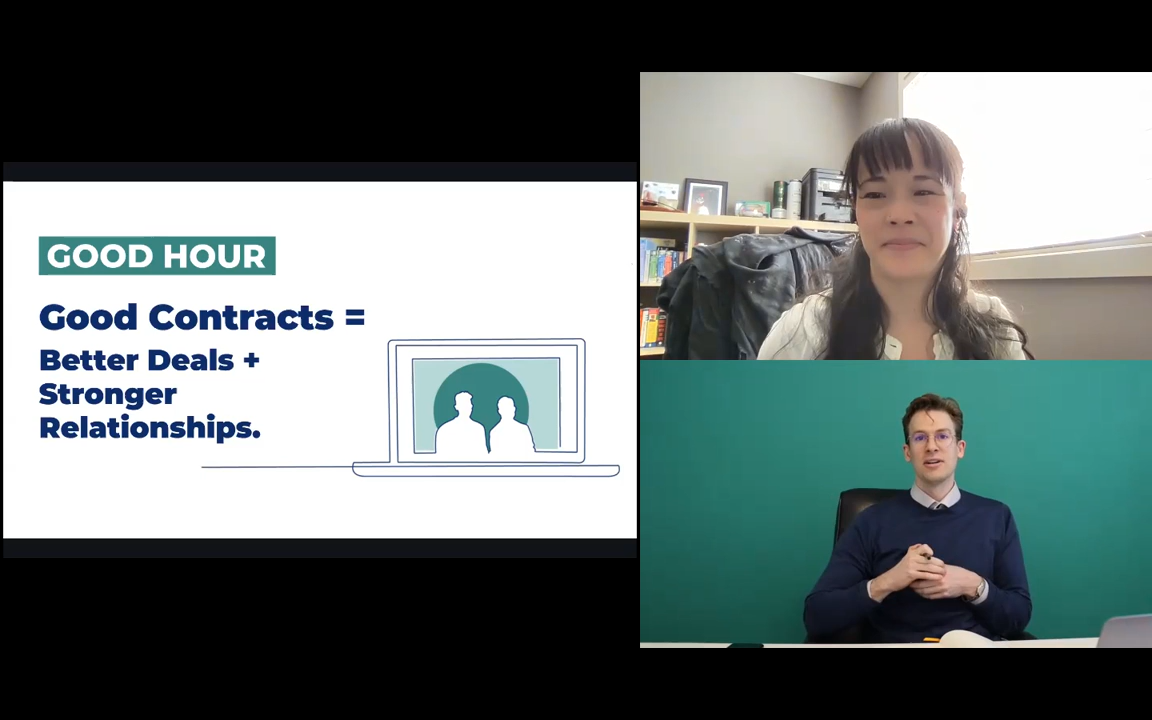 GOOD HOUR
Good Contracts =
Better Deals +
Stronger
Relationships.